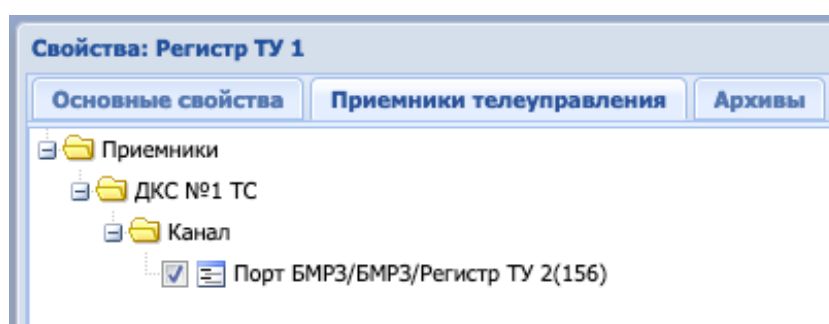 Свойства: Регистр ТУ 1
Основные свойства Приемники телеуправления Архивы
Приемники
ДКС №1 ТС
Канал
Порт БМРЗ/БМРЗ/Регистр ТУ 2(156)